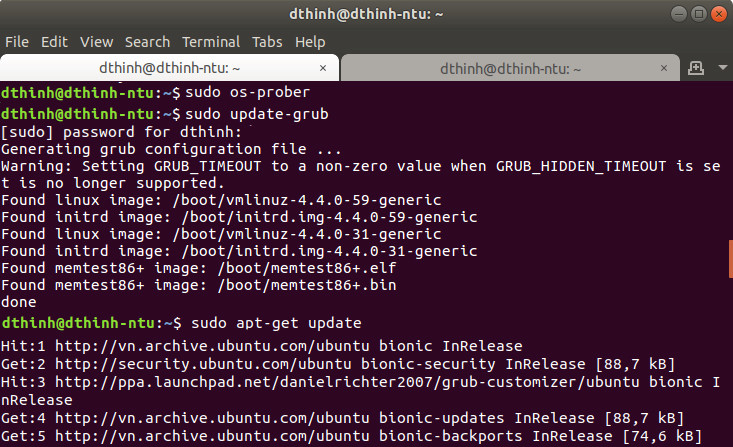 dthinh@dthinh-ntu: ~
File Edit View Search Terminal Tabs Help
dthinh@dthinh-ntu: ~ × dthinh@dthinh-ntu: ~ ×
dthinh@dthinh-ntu:~$ sudo os-prober
dthinh@dthinh-ntu:~$ sudo update-grub
[sudo] password for dthinh:
Generating grub configuration file ...
Warning: Setting GRUB_TIMEOUT to a non-zero value when GRUB_HIDDEN_TIMEOUT is se
t is no longer supported.
Found linux image: /boot/vmlinuz-4.4.0-59-generic
Found initrd image: /boot/initrd.img-4.4.0-59-generic
Found linux image: /boot/vmlinuz-4.4.0-31-generic
Found initrd image: /boot/initrd.img-4.4.0-31-generic
Found memtest86+ image: /boot/memtest86+.elf
Found memtest86+ image: /boot/memtest86+.bin
done
dthinh@dthinh-ntu:~$ sudo apt-get update
Hit:1 http://vn.archive.ubuntu.com/ubuntu bionic InRelease
Get:2 http://security.ubuntu.com/ubuntu bionic-security InRelease [88,7 kB]
Hit:3 http://ppa.launchpad.net/danielrichter2007/grub-customizer/ubuntu bionic I
nRelease
Get:4 http://vn.archive.ubuntu.com/ubuntu bionic-updates InRelease [88,7 kB]
Get:5 http://vn.archive.ubuntu.com/ubuntu bionic-backports InRelease [74,6 kB]